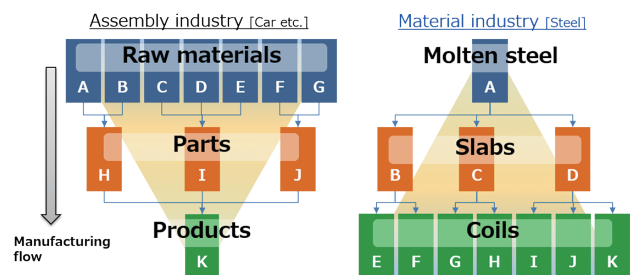 Assembly industry [Car etc.]
Raw materials
A B C D E F G
Parts
H I J
Products
K
Manufacturing
flow
Material industry [Steel]
Molten steel
A
Slabs
B C D
Coils
E F G H I J K